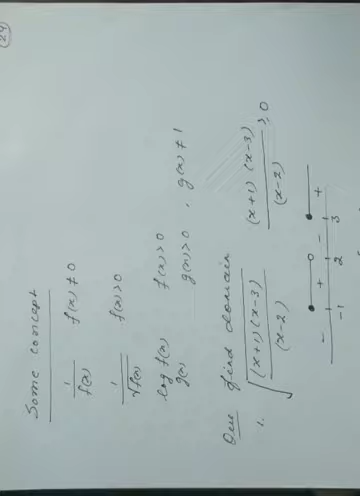 (24)
Some concept
1/f(x) f(x) ≠ 0
1/√f(x) f(x) > 0
log f(x) f(x) > 0
g(x) g(x) > 0, g(x) ≠ 1
Que find domain
1. √((x+1)(x-3)/(x-2)) (x+1)(x-3)/(x-2) ≥ 0
- + - +
-1 2 3